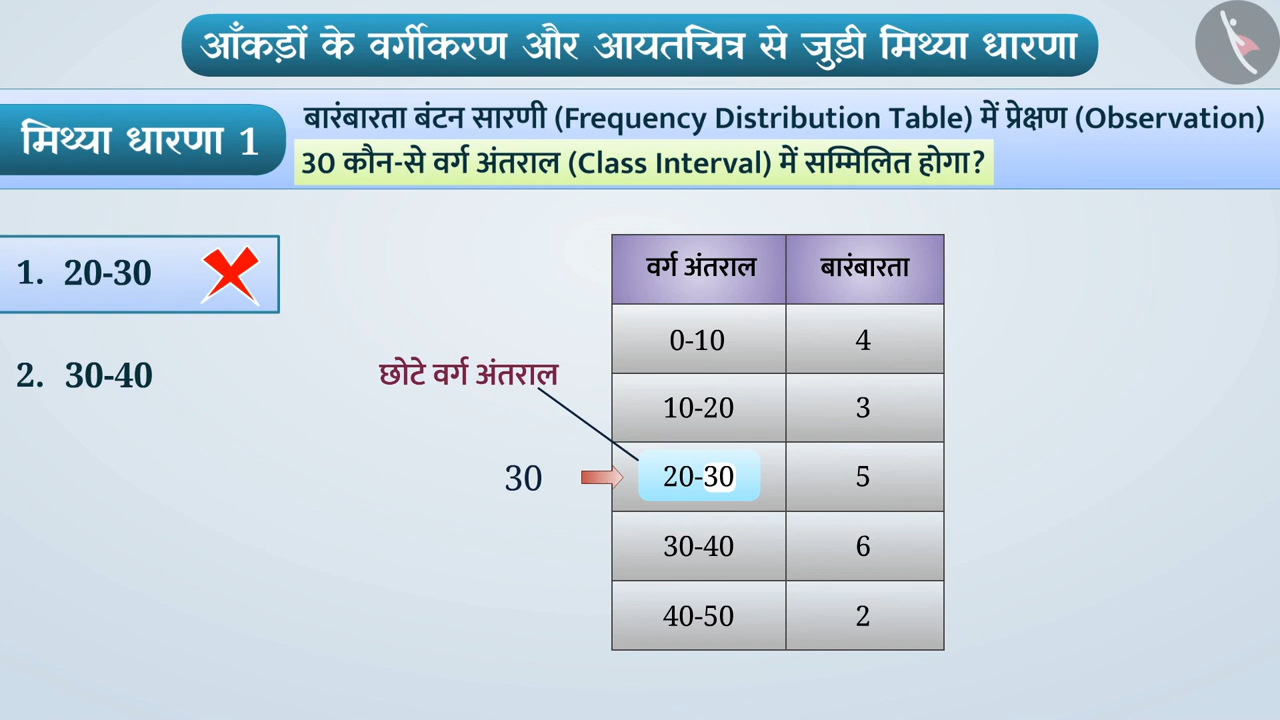 आँकड़ों के वर्गीकरण और आयतचित्र से जुड़ी मिथ्या धारणा
मिथ्या धारणा 1
बारंबारता बंटन सारणी (Frequency Distribution Table) में प्रेक्षण (Observation)
30 कौन-से वर्ग अंतराल (Class Interval) में सम्मिलित होगा?
1. 20-30
2. 30-40
छोटे वर्ग अंतराल
30
वर्ग अंतराल बारंबारता
0-10 4
10-20 3
20-30 5
30-40 6
40-50 2